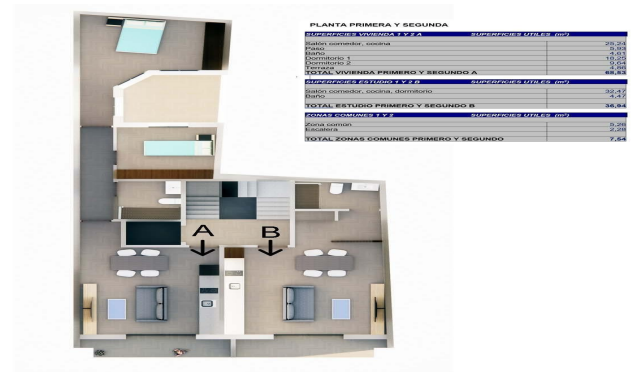 PLANTA PRIMERA Y SEGUNDA
SUPERFICIES VIVIENDA 1 Y 2 A SUPERFICIES UTILES (m²)
Salón comedor, cocina 25,24
Paso 5,93
Baño 4,61
Dormitorio 1 18,25
Dormitorio 2 9,64
Terraza 4,86
TOTAL VIVIENDA PRIMERO Y SEGUNDO A 68,53
SUPERFICIES ESTUDIO 1 Y 2 B SUPERFICIES UTILES (m²)
Salón comedor, cocina, dormitorio 32,47
Baño 4,47
TOTAL ESTUDIO PRIMERO Y SEGUNDO B 36,94
ZONAS COMUNES 1 Y 2 SUPERFICIES UTILES (m²)
Zona común 5,26
Escalera 2,28
TOTAL ZONAS COMUNES PRIMERO Y SEGUNDO 7,54
A B